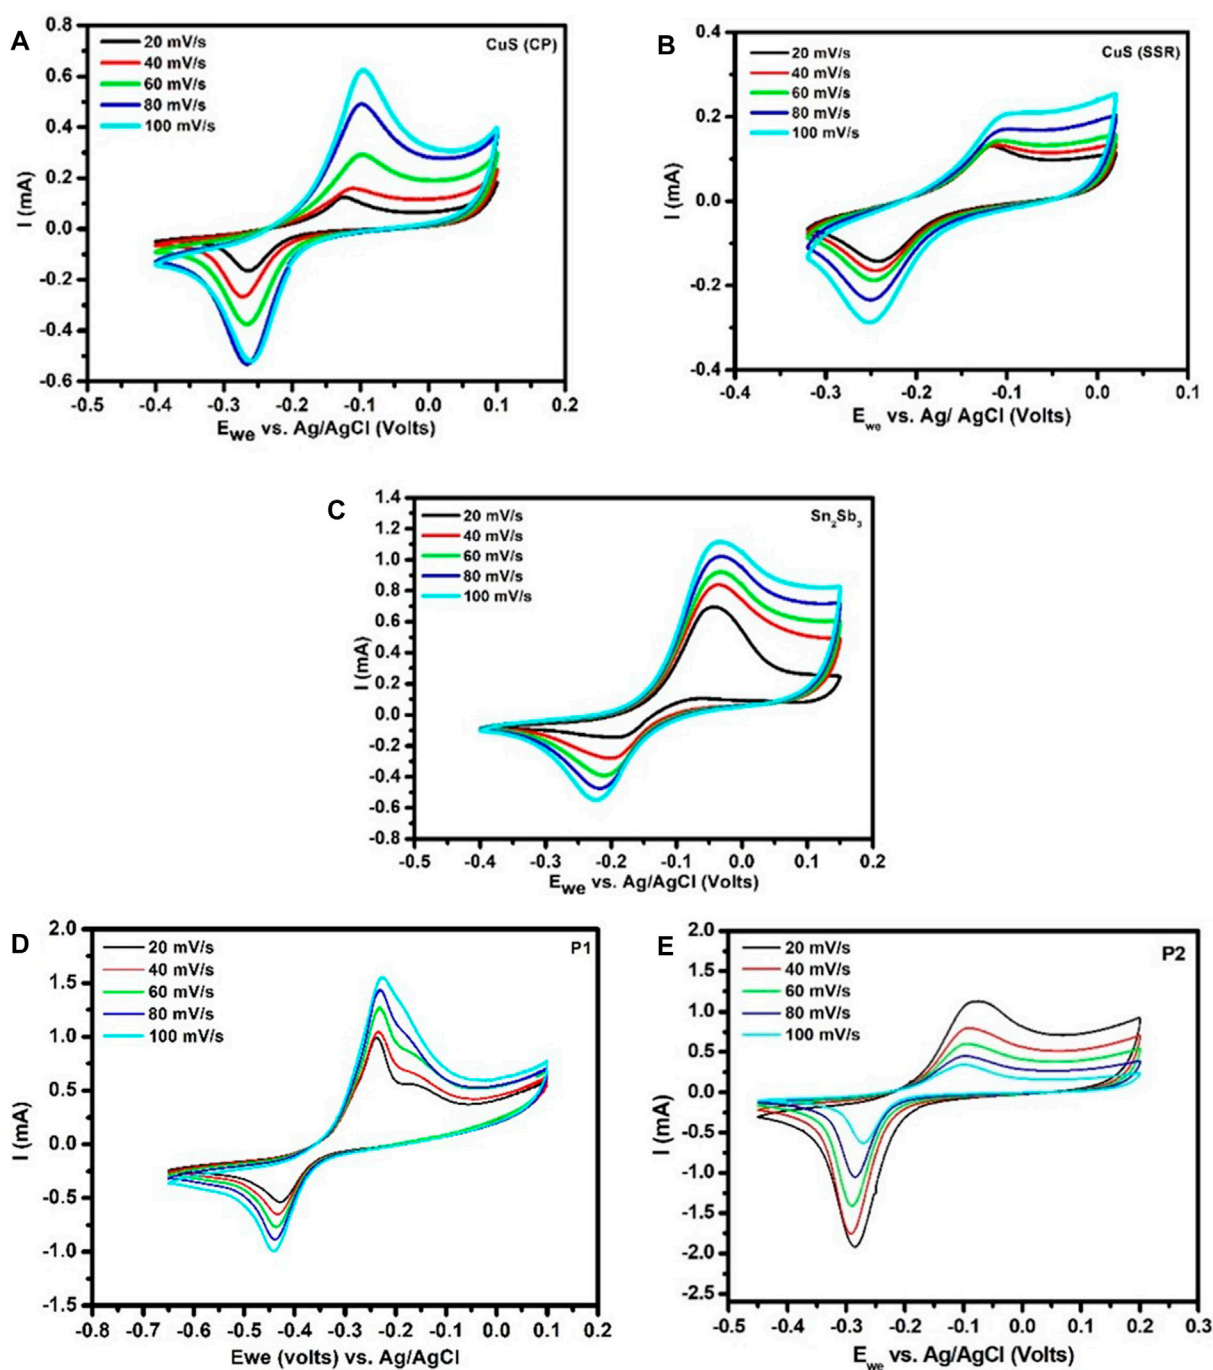 A
CuS (CP)
20 mV/s
40 mV/s
60 mV/s
80 mV/s
100 mV/s
I (mA)
0.8
0.6
0.4
0.2
0.0
-0.2
-0.4
-0.6
-0.5 -0.4 -0.3 -0.2 -0.1 0.0 0.1 0.2
Ewe vs. Ag/AgCl (Volts)
B
CuS (SSR)
20 mV/s
40 mV/s
60 mV/s
80 mV/s
100 mV/s
I (mA)
0.4
0.2
0.0
-0.2
-0.4
-0.4 -0.3 -0.2 -0.1 0.0 0.1
Ewe vs. Ag/ AgCl (Volts)
C
Sn2Sb3
20 mV/s
40 mV/s
60 mV/s
80 mV/s
100 mV/s
I (mA)
1.4
1.2
1.0
0.8
0.6
0.4
0.2
0.0
-0.2
-0.4
-0.6
-0.8
-0.5 -0.4 -0.3 -0.2 -0.1 0.0 0.1 0.2
Ewe vs. Ag/AgCl (Volts)
D
P1
20 mV/s
40 mV/s
60 mV/s
80 mV/s
100 mV/s
I (mA)
2.0
1.5
1.0
0.5
0.0
-0.5
-1.0
-1.5
-0.8 -0.7 -0.6 -0.5 -0.4 -0.3 -0.2 -0.1 0.0 0.1 0.2
Ewe (volts) vs. Ag/AgCl
E
P2
20 mV/s
40 mV/s
60 mV/s
80 mV/s
100 mV/s
I (mA)
2.0
1.5
1.0
0.5
0.0
-0.5
-1.0
-1.5
-2.0
-2.5
-0.5 -0.4 -0.3 -0.2 -0.1 0.0 0.1 0.2 0.3
Ewe vs. Ag/AgCl (Volts)